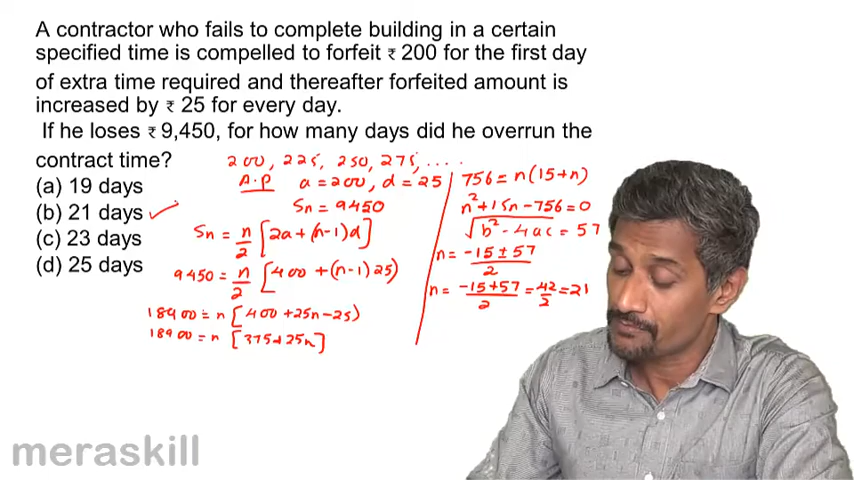 A contractor who fails to complete building in a certain
specified time is compelled to forfeit ₹ 200 for the first day
of extra time required and thereafter forfeited amount is
increased by ₹ 25 for every day.
If he loses ₹ 9,450, for how many days did he overrun the
contract time?
(a) 19 days
(b) 21 days ✓
(c) 23 days
(d) 25 days
200, 225, 250, 275, ....
A.P a = 200, d = 25
Sn = 9450
Sn = n/2 [2a + (n-1)d]
9450 = n/2 [400 + (n-1) 25)
18900 = n [400 + 25n - 25)
18900 = n [375 + 25n]
756 = n (15 + n)
n² + 15n - 756 = 0
√b² - 4ac = 57
n = -15 ± 57 / 2
n = -15 + 57 / 2 = 42/2 = 21
meraskill